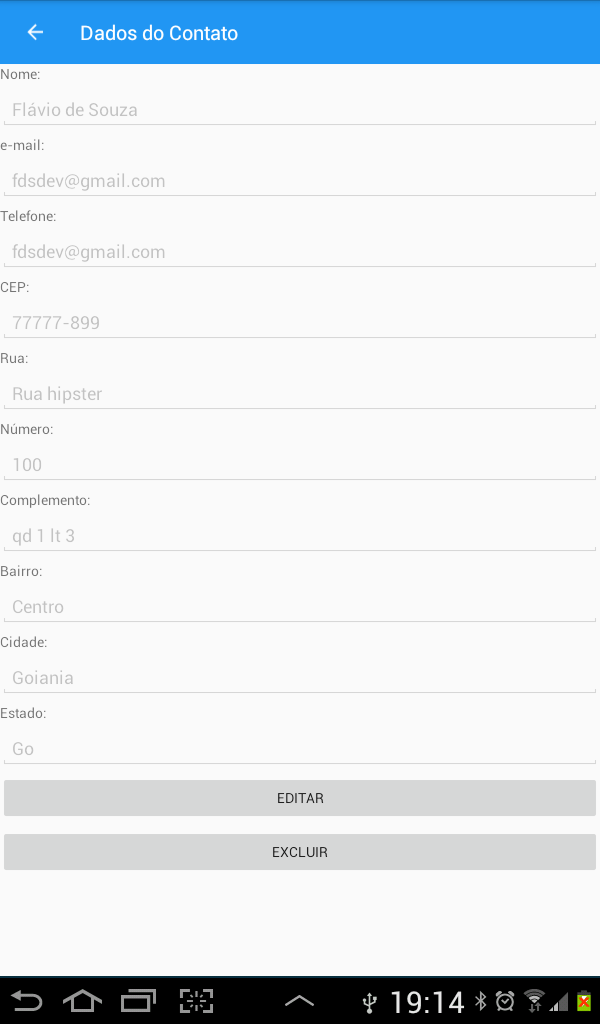 Dados do Contato
Nome:
Flávio de Souza
e-mail:
fdsdev@gmail.com
Telefone:
fdsdev@gmail.com
CEP:
77777-899
Rua:
Rua hipster
Número:
100
Complemento:
qd 1 lt 3
Bairro:
Centro
Cidade:
Goiania
Estado:
Go
EDITAR
EXCLUIR
19:14